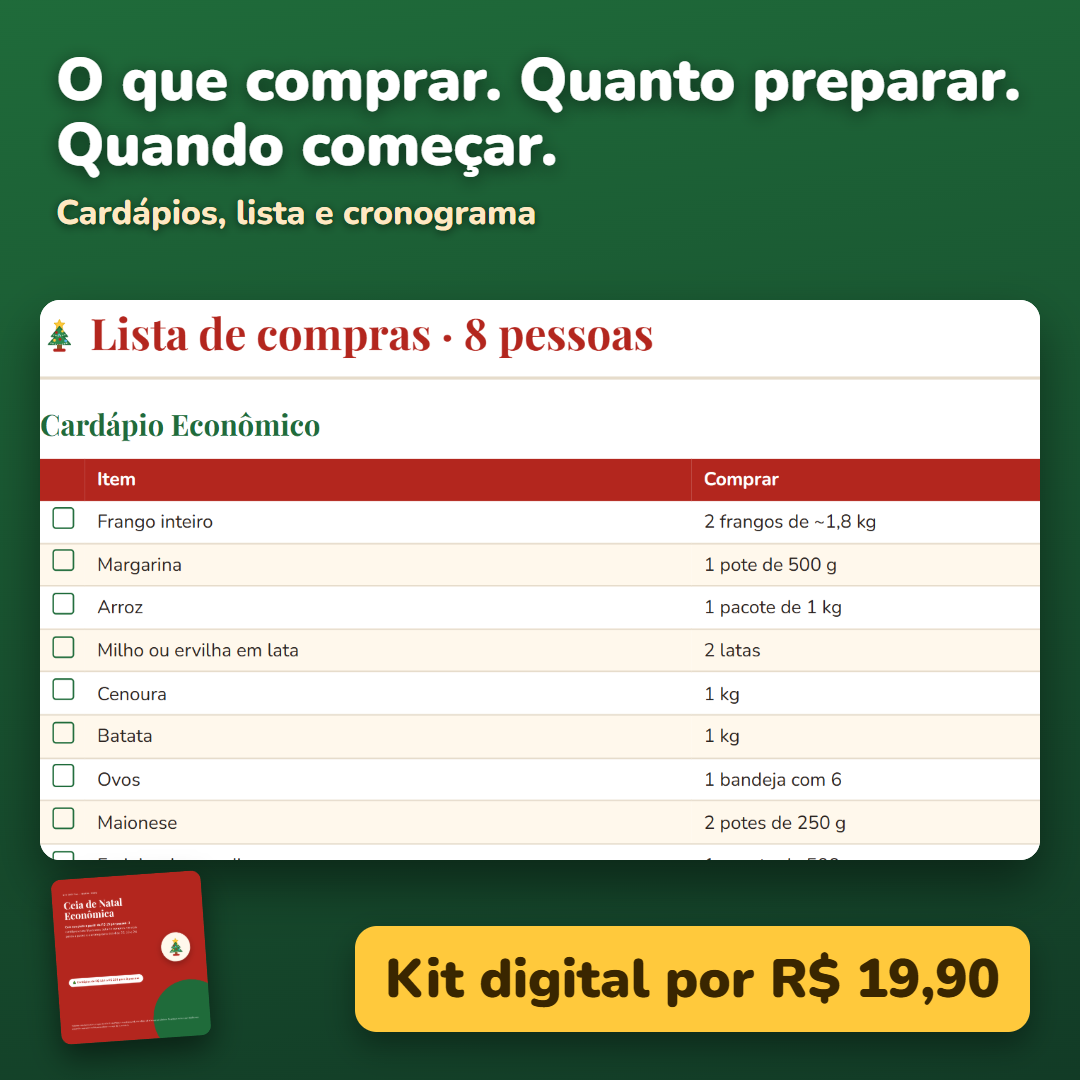 O que comprar. Quanto preparar.
Quando começar.
Cardápios, lista e cronograma
Lista de compras · 8 pessoas
Cardápio Econômico
Item Comprar
Frango inteiro 2 frangos de ~1,8 kg
Margarina 1 pote de 500 g
Arroz 1 pacote de 1 kg
Milho ou ervilha em lata 2 latas
Cenoura 1 kg
Batata 1 kg
Ovos 1 bandeja com 6
Maionese 2 potes de 250 g
Ceia de Natal
Econômica
Kit digital por R$ 19,90